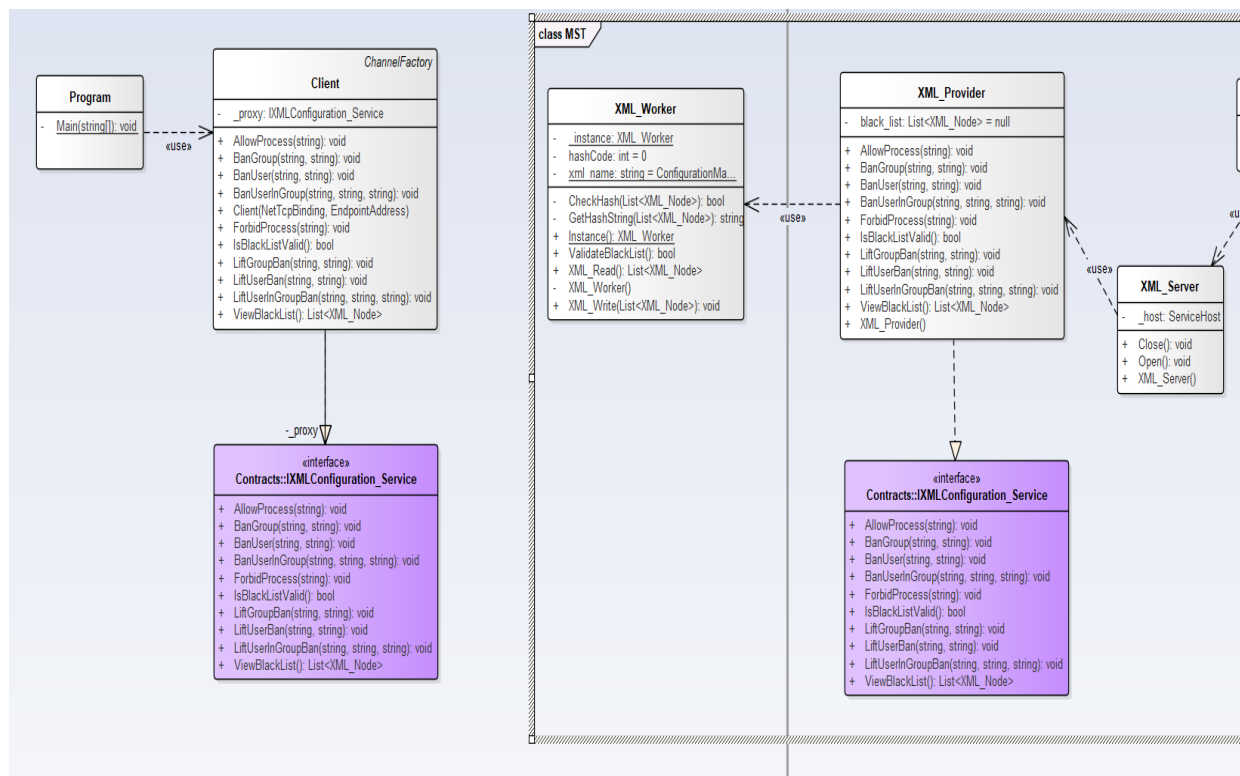 Program
- Main(string[]): void
«use»
ChannelFactory
Client
- _proxy: IXMLConfiguration_Service
+ AllowProcess(string): void
+ BanGroup(string, string): void
+ BanUser(string, string): void
+ BanUserInGroup(string, string, string): void
+ Client(NetTcpBinding, EndpointAddress)
+ ForbidProcess(string): void
+ IsBlackListValid(): bool
+ LiftGroupBan(string, string): void
+ LiftUserBan(string, string): void
+ LiftUserInGroupBan(string, string, string): void
+ ViewBlackList(): List<XML_Node>
-_proxy
«interface»
Contracts::IXMLConfiguration_Service
+ AllowProcess(string): void
+ BanGroup(string, string): void
+ BanUser(string, string): void
+ BanUserInGroup(string, string, string): void
+ ForbidProcess(string): void
+ IsBlackListValid(): bool
+ LiftGroupBan(string, string): void
+ LiftUserBan(string, string): void
+ LiftUserInGroupBan(string, string, string): void
+ ViewBlackList(): List<XML_Node>
class MST
XML_Worker
- _instance: XML_Worker
- hashCode: int = 0
- xml_name: string = ConfigurationMa...
- CheckHash(List<XML_Node>): bool
- GetHashString(List<XML_Node>): string
+ Instance(): XML_Worker
+ ValidateBlackList(): bool
+ XML_Read(): List<XML_Node>
- XML_Worker()
+ XML_Write(List<XML_Node>): void
«use»
XML_Provider
- black_list: List<XML_Node> = null
+ AllowProcess(string): void
+ BanGroup(string, string): void
+ BanUser(string, string): void
+ BanUserInGroup(string, string, string): void
+ ForbidProcess(string): void
+ IsBlackListValid(): bool
+ LiftGroupBan(string, string): void
+ LiftUserBan(string, string): void
+ LiftUserInGroupBan(string, string, string): void
+ ViewBlackList(): List<XML_Node>
+ XML_Provider()
«use»
XML_Server
- _host: ServiceHost
+ Close(): void
+ Open(): void
+ XML_Server()
«interface»
Contracts::IXMLConfiguration_Service
+ AllowProcess(string): void
+ BanGroup(string, string): void
+ BanUser(string, string): void
+ BanUserInGroup(string, string, string): void
+ ForbidProcess(string): void
+ IsBlackListValid(): bool
+ LiftGroupBan(string, string): void
+ LiftUserBan(string, string): void
+ LiftUserInGroupBan(string, string, string): void
+ ViewBlackList(): List<XML_Node>